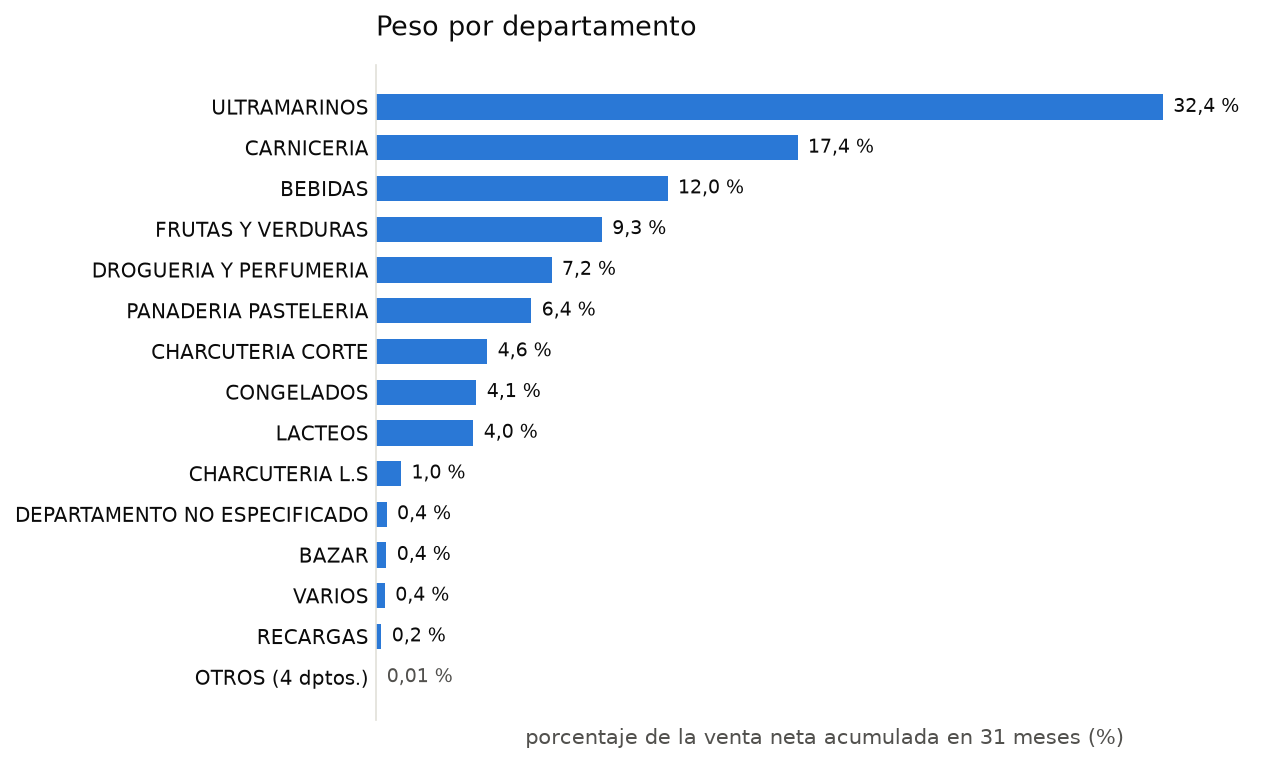 Peso por departamento
ULTRAMARINOS 32,4 %
CARNICERIA 17,4 %
BEBIDAS 12,0 %
FRUTAS Y VERDURAS 9,3 %
DROGUERIA Y PERFUMERIA 7,2 %
PANADERIA PASTELERIA 6,4 %
CHARCUTERIA CORTE 4,6 %
CONGELADOS 4,1 %
LACTEOS 4,0 %
CHARCUTERIA L.S 1,0 %
DEPARTAMENTO NO ESPECIFICADO 0,4 %
BAZAR 0,4 %
VARIOS 0,4 %
RECARGAS 0,2 %
OTROS (4 dptos.) 0,01 %
porcentaje de la venta neta acumulada en 31 meses (%)